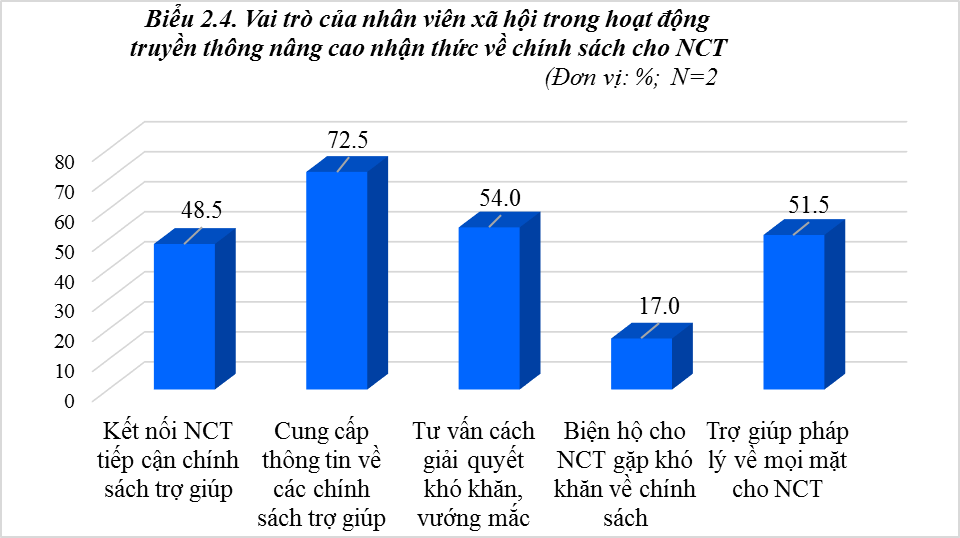 Biểu 2.4. Vai trò của nhân viên xã hội trong hoạt động
truyền thông nâng cao nhận thức về chính sách cho NCT
(Đơn vị: %; N=2
80
70
60
50
40
30
20
10
0
48.5
72.5
54.0
17.0
51.5
Kết nối NCT
tiếp cận chính
sách trợ giúp
Cung cấp
thông tin về
các chính
sách trợ giúp
Tư vấn cách
giải quyết
khó khăn,
vướng mắc
Biện hộ cho
NCT gặp khó
khăn về chính
sách
Trợ giúp pháp
lý về mọi mặt
cho NCT